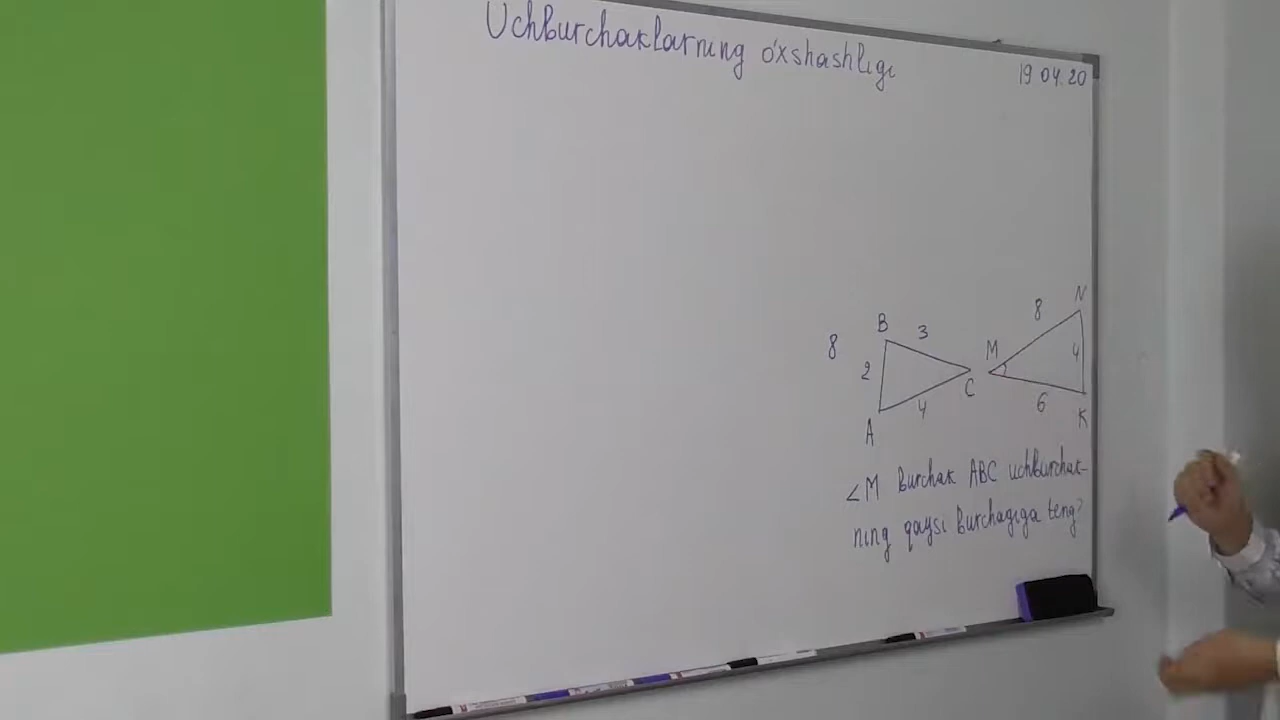 Uchburchaklarning o'xshashligi
19 04. 20
8
B
3
2
C
4
A
M
8
N
4
6
K
∠M burchak ABC uchburchak-
ning qaysi burchagiga teng?